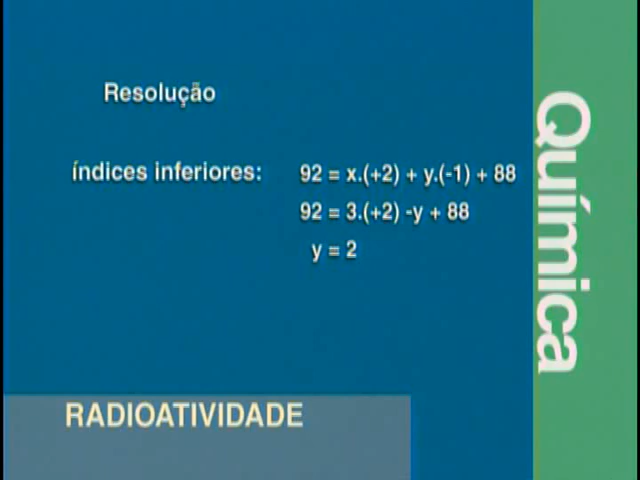 Resolução
índices inferiores: 92 = x.(+2) + y.(-1) + 88
92 = 3.(+2) -y + 88
y = 2
RADIOATIVIDADE
Química